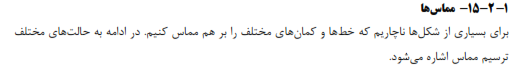 ۱-۲-۱۵- مماس‌ها
برای بسیاری از شکل‌ها ناچاریم که خط‌ها و کمان‌های مختلف را بر هم مماس کنیم. در ادامه به حالت‌های مختلف
ترسیم مماس اشاره می‌شود.